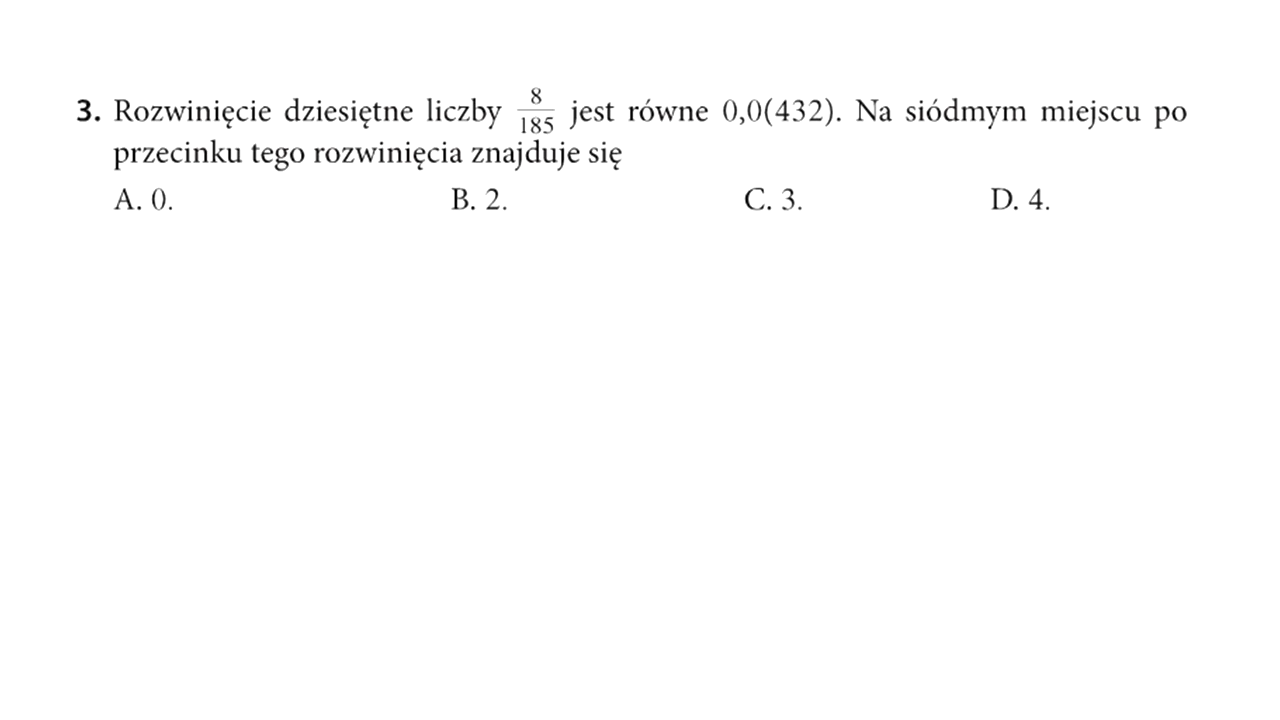 3. Rozwinięcie dziesiętne liczby 8/185 jest równe 0,0(432). Na siódmym miejscu po
przecinku tego rozwinięcia znajduje się
A. 0. B. 2. C. 3. D. 4.